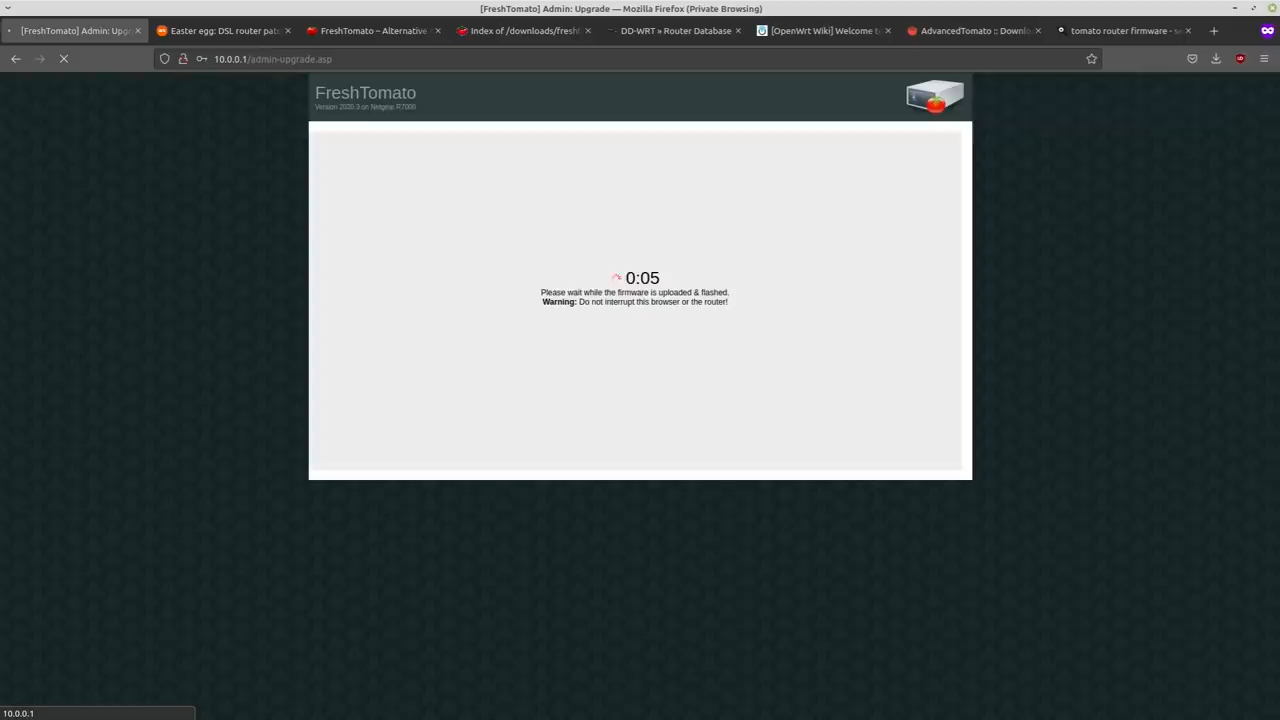 [FreshTomato] Admin: Upgrade — Mozilla Firefox (Private Browsing)
[FreshTomato] Admin: Upgr
Easter egg: DSL router pat
FreshTomato – Alternative
Index of /downloads/fresh
DD-WRT » Router Database
[OpenWrt Wiki] Welcome t
AdvancedTomato :: Downlo
tomato router firmware - se
10.0.0.1/admin-upgrade.asp
FreshTomato
Version 2020.3 on Netgear R7000
0:05
Please wait while the firmware is uploaded & flashed.
Warning: Do not interrupt this browser or the router!
10.0.0.1